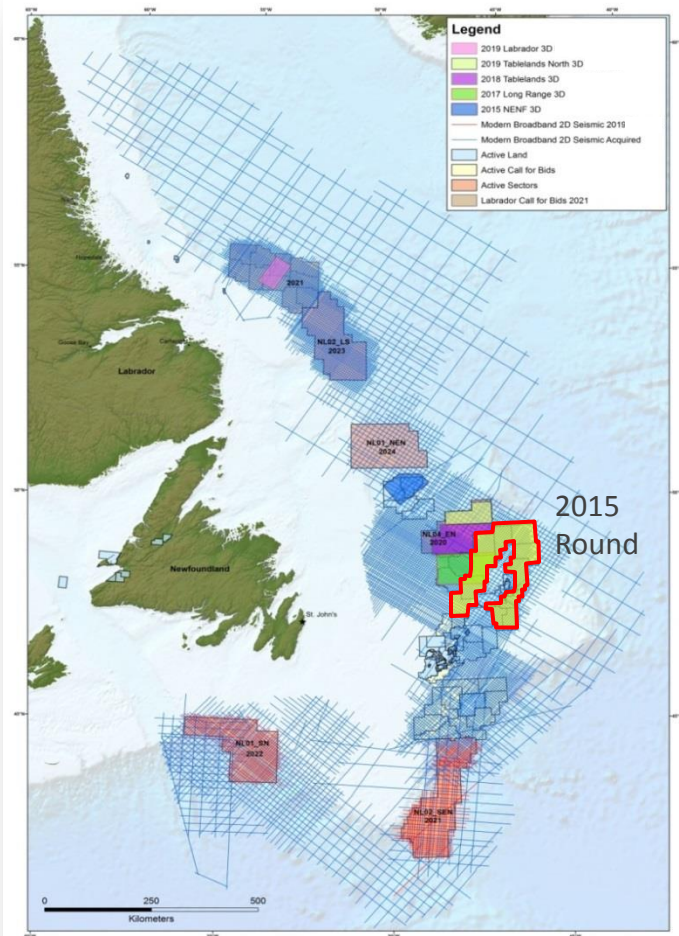 Legend
2019 Labrador 3D
2019 Tablelands North 3D
2018 Tablelands 3D
2017 Long Range 3D
2015 NENF 3D
Modern Broadband 2D Seismic 2019
Modern Broadband 2D Seismic Acquired
Active Land
Active Call for Bids
Active Sectors
Labrador Call for Bids 2021
2021
NL02_LS
2023
Labrador
NL01_NEN
2024
2015
Round
NL04_EN
2020
Newfoundland
St. John's
NL01_SN
2022
NL02_SEN
2021
0 250 500
Kilometers